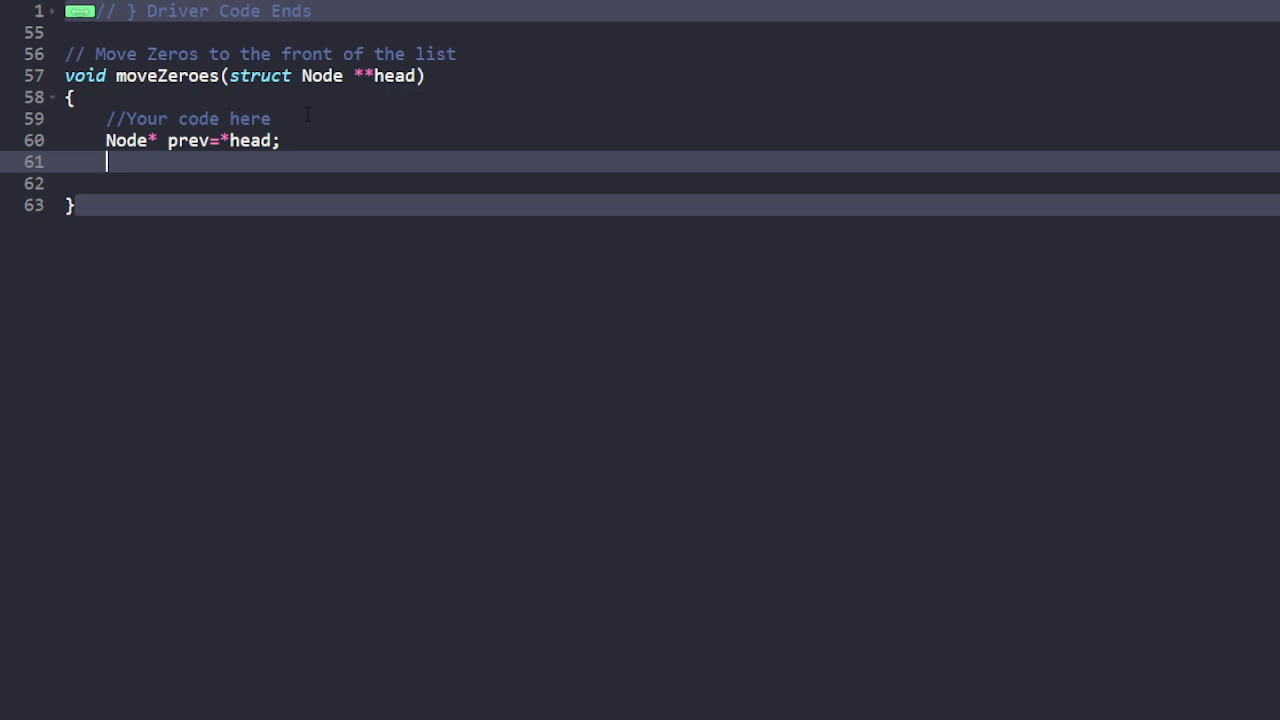 1 // } Driver Code Ends
55
56 // Move Zeros to the front of the list
57 void moveZeroes(struct Node **head)
58 {
59 //Your code here
60 Node* prev=*head;
61
62
63 }